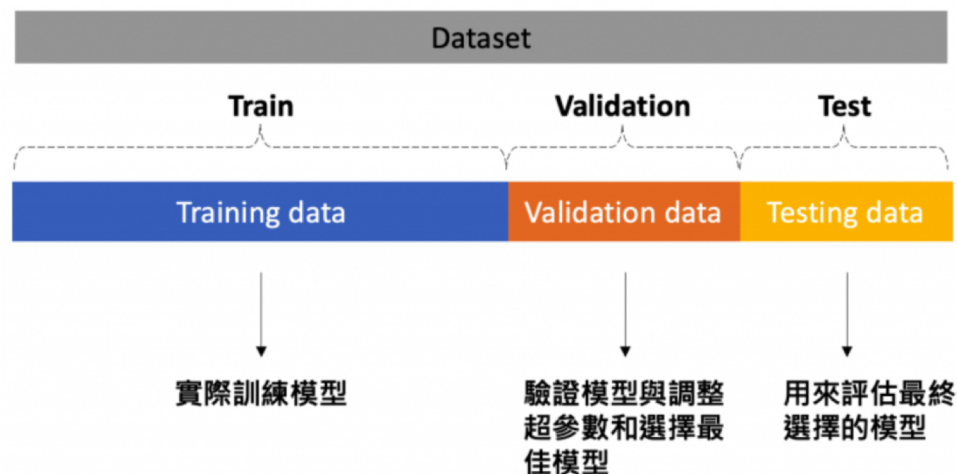 Dataset
Train
Validation
Test
Training data
Validation data
Testing data
實際訓練模型
驗證模型與調整
超參數和選擇最
佳模型
用來評估最終
選擇的模型